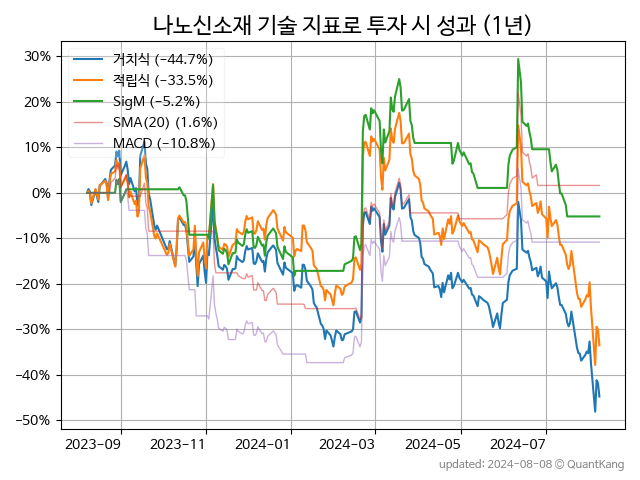 나노신소재 기술 지표로 투자 시 성과 (1년)
거치식 (−44.7%)
적립식 (−33.5%)
SigM (−5.2%)
SMA(20) (1.6%)
MACD (−10.8%)
30%
20%
10%
0%
−10%
−20%
−30%
−40%
−50%
2023-09 2023-11 2024-01 2024-03 2024-05 2024-07
updated: 2024-08-08 © QuantKang